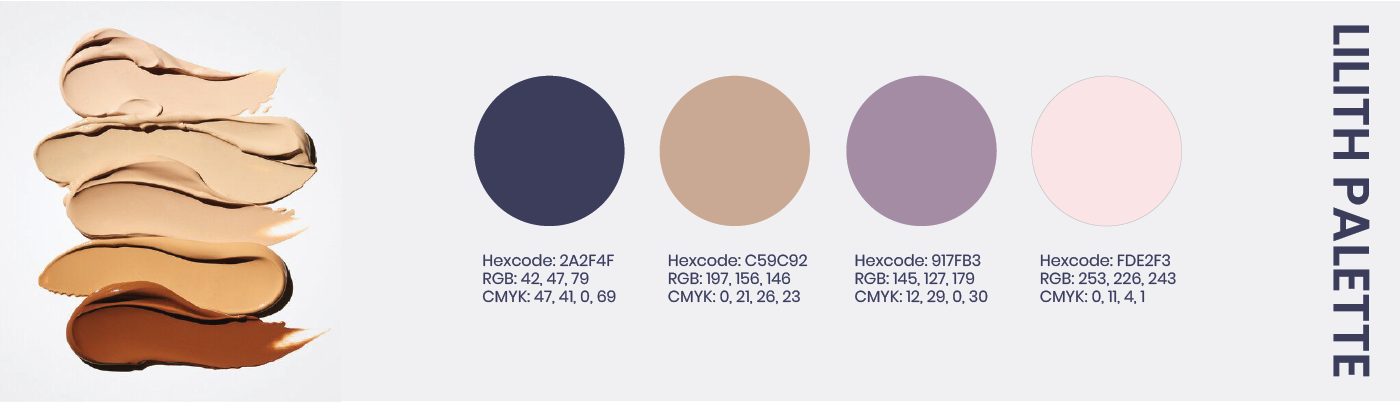 Hexcode: 2A2F4F
RGB: 42, 47, 79
CMYK: 47, 41, 0, 69
Hexcode: C59C92
RGB: 197, 156, 146
CMYK: 0, 21, 26, 23
Hexcode: 917FB3
RGB: 145, 127, 179
CMYK: 12, 29, 0, 30
Hexcode: FDE2F3
RGB: 253, 226, 243
CMYK: 0, 11, 4, 1
LILITH PALETTE